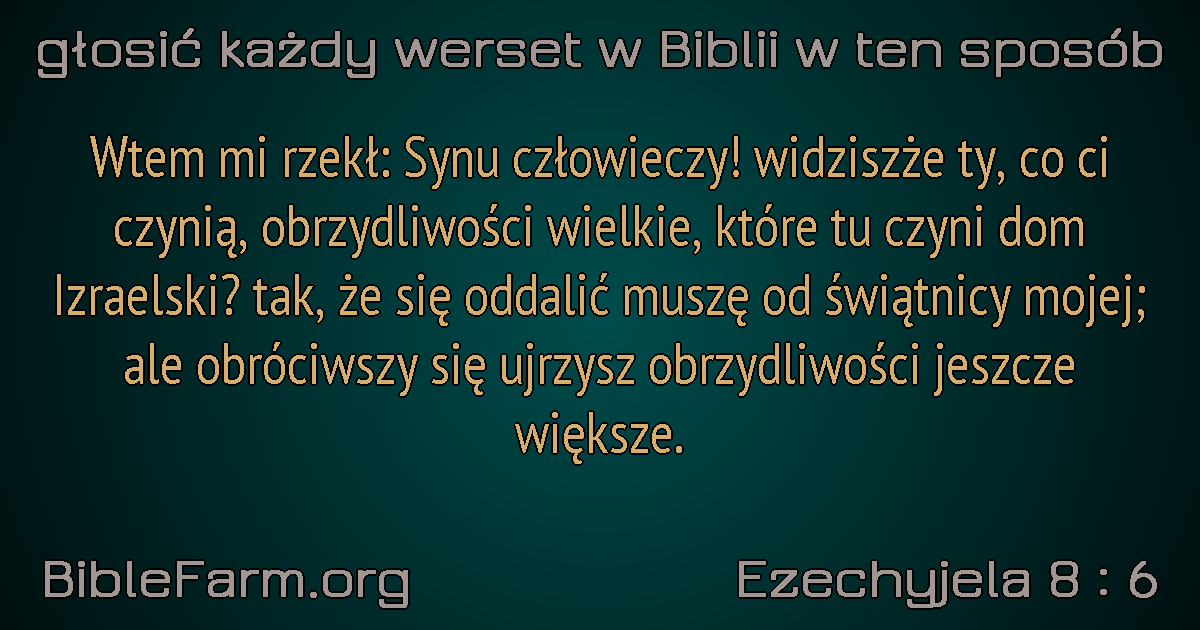 głosić każdy werset w Biblii w ten sposób
Wtem mi rzekł: Synu człowieczy! widziszże ty, co ci
czynią, obrzydliwości wielkie, które tu czyni dom
Izraelski? tak, że się oddalić muszę od świątnicy mojej;
ale obróciwszy się ujrzysz obrzydliwości jeszcze
większe.
BibleFarm.org
Ezechyjela 8 : 6